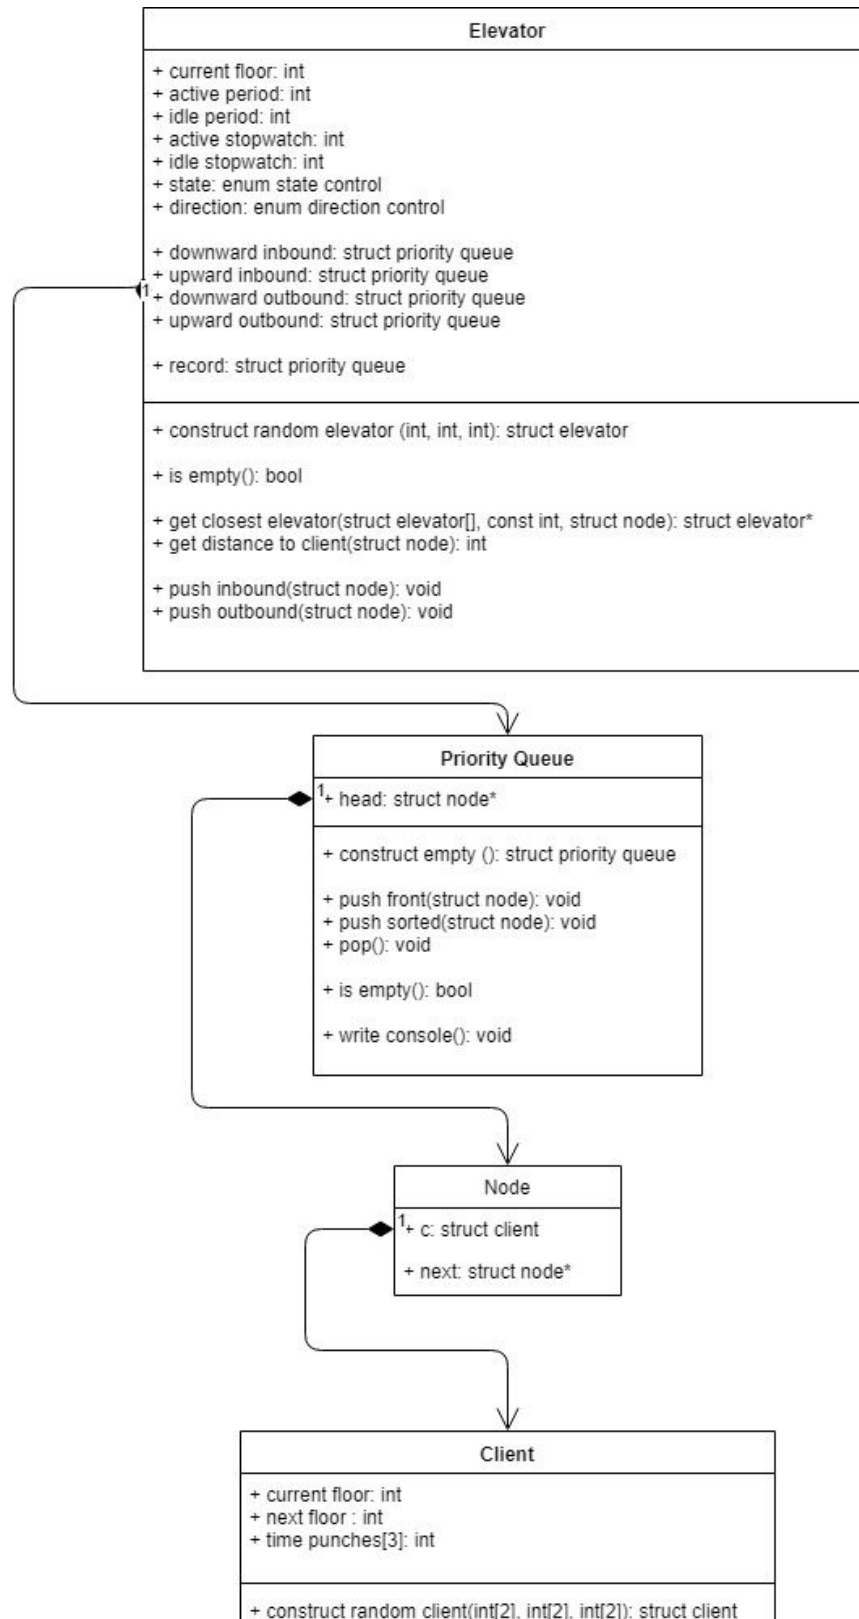 Elevator
+ current floor: int
+ active period: int
+ idle period: int
+ active stopwatch: int
+ idle stopwatch: int
+ state: enum state control
+ direction: enum direction control
+ downward inbound: struct priority queue
+ upward inbound: struct priority queue
1
+ downward outbound: struct priority queue
+ upward outbound: struct priority queue
+ record: struct priority queue
+ construct random elevator (int, int, int): struct elevator
+ is empty(): bool
+ get closest elevator(struct elevator[], const int, struct node): struct elevator*
+ get distance to client(struct node): int
+ push inbound(struct node): void
+ push outbound(struct node): void
Priority Queue
1
+ head: struct node*
+ construct empty (): struct priority queue
+ push front(struct node): void
+ push sorted(struct node): void
+ pop(): void
+ is empty(): bool
+ write console(): void
Node
1
+ c: struct client
+ next: struct node*
Client
+ current floor: int
+ next floor : int
+ time punches[3]: int
+ construct random client(int[2], int[2], int[2]): struct client